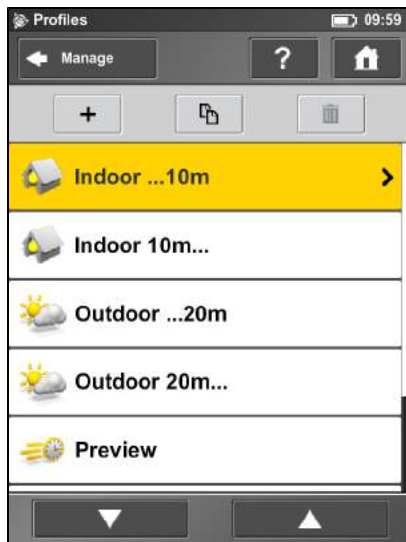 Profiles 09:59
Manage ?
+
Indoor ...10m
Indoor 10m...
Outdoor ...20m
Outdoor 20m...
Preview